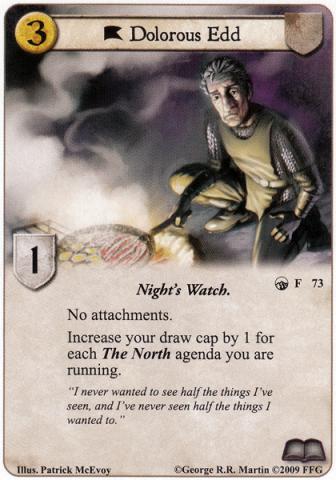 3
Dolorous Edd
1
Night's Watch.
F 73
No attachments.
Increase your draw cap by 1 for
each The North agenda you are
running.
"I never wanted to see half the things I've
seen, and I've never seen half the things I
wanted to."
Illus. Patrick McEvoy
©George R.R. Martin ©2009 FFG